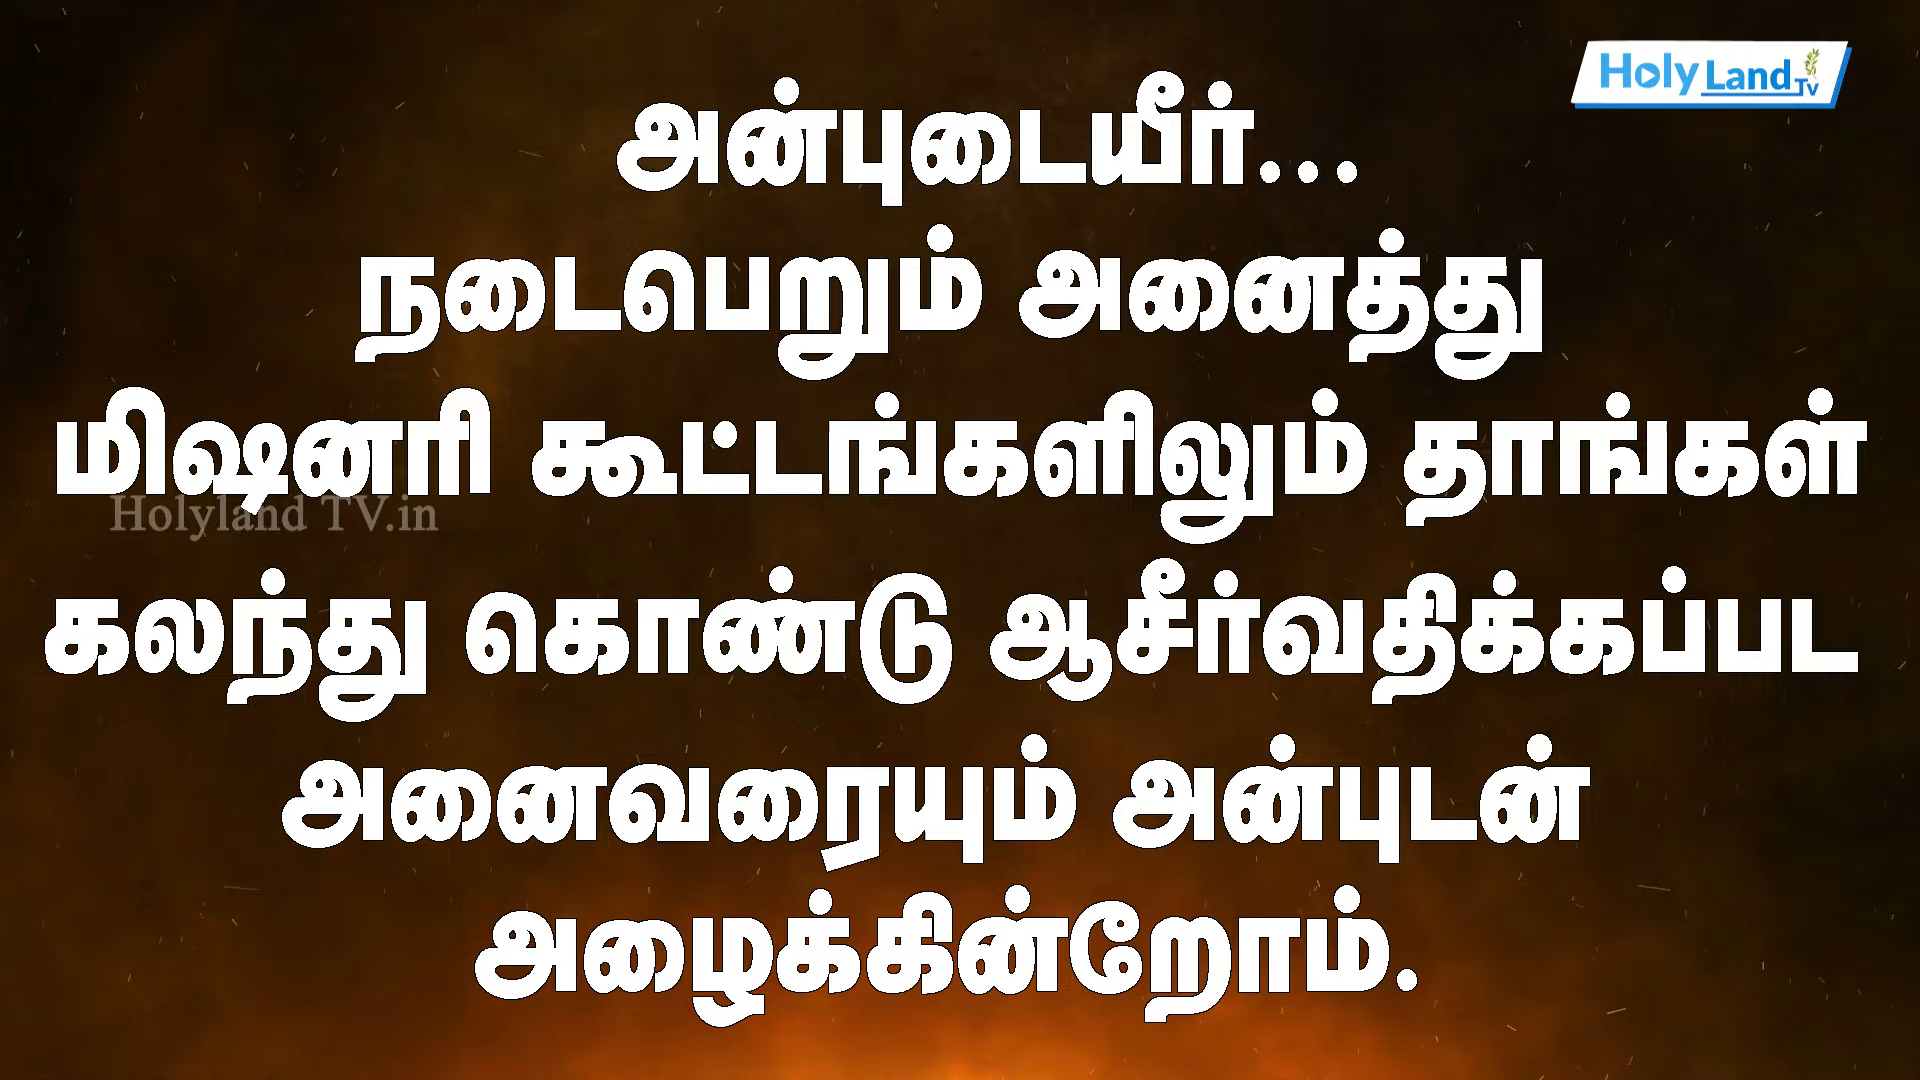 Holy Land TV
அன்புடையீர்...
நடைபெறும் அனைத்து
மிஷனரி கூட்டங்களிலும் தாங்கள்
Holyland TV.in
கலந்து கொண்டு ஆசீர்வதிக்கப்பட
அனைவரையும் அன்புடன்
அழைக்கின்றோம்.